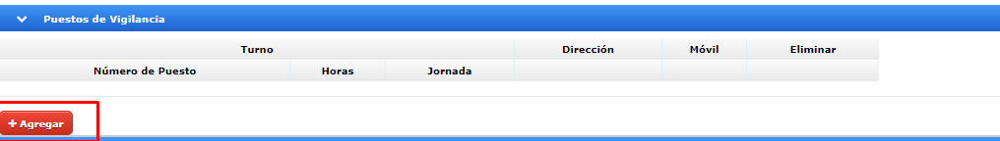 Puestos de Vigilancia
Turno Dirección Móvil Eliminar
Número de Puesto Horas Jornada
+ Agregar